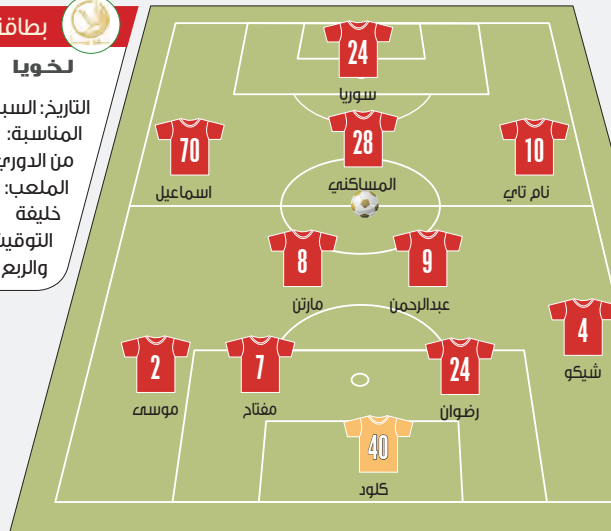 بطاقة
لخويا
التاريخ: السبت
المناسبة:
من الدوري
الملعب:
خليفة
التوقيت
والربع
24
سوريا
70
28
10
اسماعيل
المساكني
نام تاي
8
9
مارتن
عبدالرحمن
4
شيكو
2
7
24
موسى
مفتاح
رضوان
40
كلود